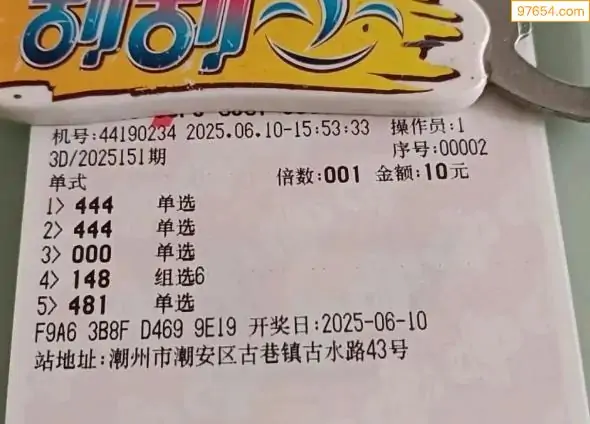 97654.com
刮刮
机号:44190234 2025.06.10-15:53:33 操作员:1
3D/2025151期 序号:00002
单式 倍数:001 金额:10元
1> 444 单选
2> 444 单选
3> 000 单选
4> 148 组选6
5> 481 单选
F9A6 3B8F D469 9E19 开奖日:2025-06-10
站地址:潮州市潮安区古巷镇古水路43号